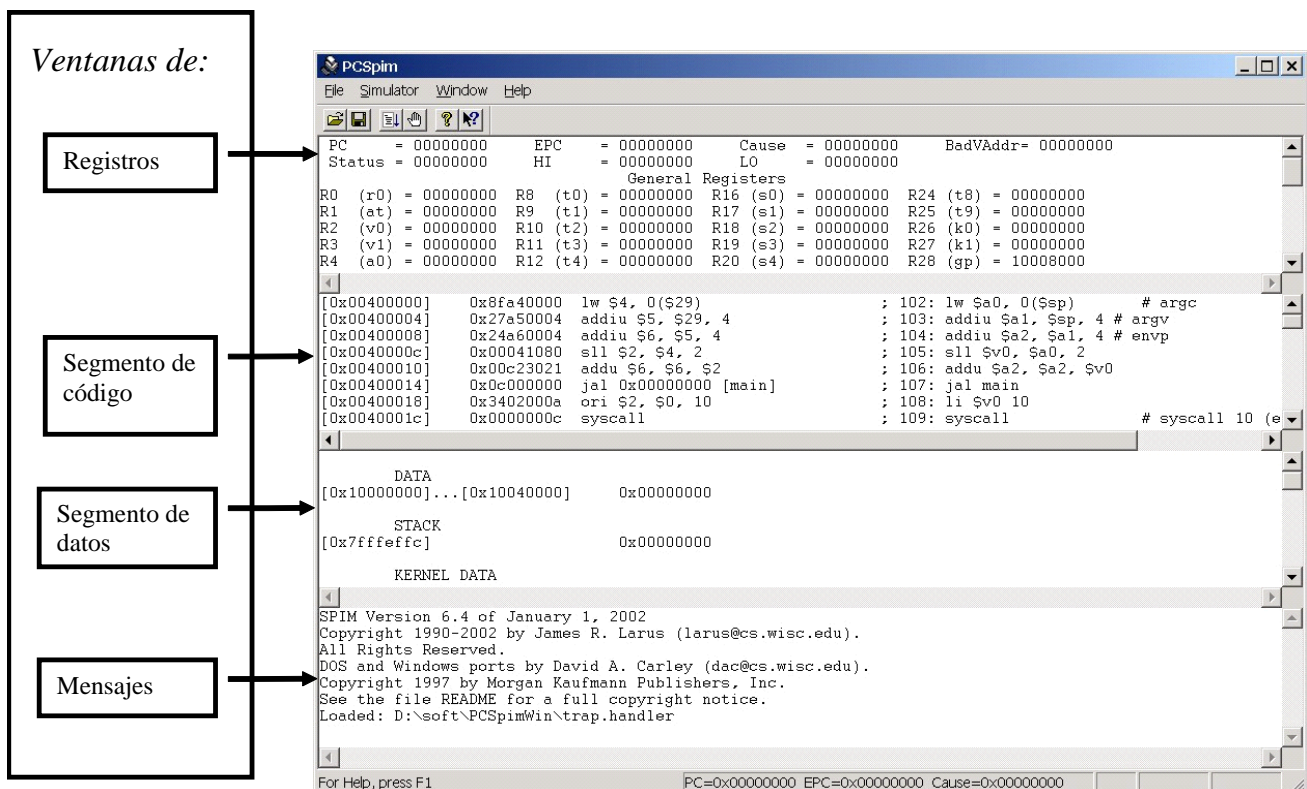 Ventanas de:
Registros
Segmento de
código
Segmento de
datos
Mensajes
PCSpim
File Simulator Window Help
PC = 00000000 EPC = 00000000 Cause = 00000000 BadVAddr= 00000000
Status = 00000000 HI = 00000000 LO = 00000000
General Registers
R0 (r0) = 00000000 R8 (t0) = 00000000 R16 (s0) = 00000000 R24 (t8) = 00000000
R1 (at) = 00000000 R9 (t1) = 00000000 R17 (s1) = 00000000 R25 (t9) = 00000000
R2 (v0) = 00000000 R10 (t2) = 00000000 R18 (s2) = 00000000 R26 (k0) = 00000000
R3 (v1) = 00000000 R11 (t3) = 00000000 R19 (s3) = 00000000 R27 (k1) = 00000000
R4 (a0) = 00000000 R12 (t4) = 00000000 R20 (s4) = 00000000 R28 (gp) = 10008000
[0x00400000] 0x8fa40000 lw $4, 0($29) ; 102: lw $a0, 0($sp) # argc
[0x00400004] 0x27a50004 addiu $5, $29, 4 ; 103: addiu $a1, $sp, 4 # argv
[0x00400008] 0x24a60004 addiu $6, $5, 4 ; 104: addiu $a2, $a1, 4 # envp
[0x0040000c] 0x00041080 sll $2, $4, 2 ; 105: sll $v0, $a0, 2
[0x00400010] 0x00c23021 addu $6, $6, $2 ; 106: addu $a2, $a2, $v0
[0x00400014] 0x0c000000 jal 0x00000000 [main] ; 107: jal main
[0x00400018] 0x3402000a ori $2, $0, 10 ; 108: li $v0 10
[0x0040001c] 0x0000000c syscall ; 109: syscall # syscall 10 (e
DATA
[0x10000000]...[0x10040000] 0x00000000
STACK
[0x7fffeffc] 0x00000000
KERNEL DATA
SPIM Version 6.4 of January 1, 2002
Copyright 1990-2002 by James R. Larus (larus@cs.wisc.edu).
All Rights Reserved.
DOS and Windows ports by David A. Carley (dac@cs.wisc.edu).
Copyright 1997 by Morgan Kaufmann Publishers, Inc.
See the file README for a full copyright notice.
Loaded: D:\soft\PCSpimWin\trap.handler
For Help, press F1 PC=0x00000000 EPC=0x00000000 Cause=0x00000000